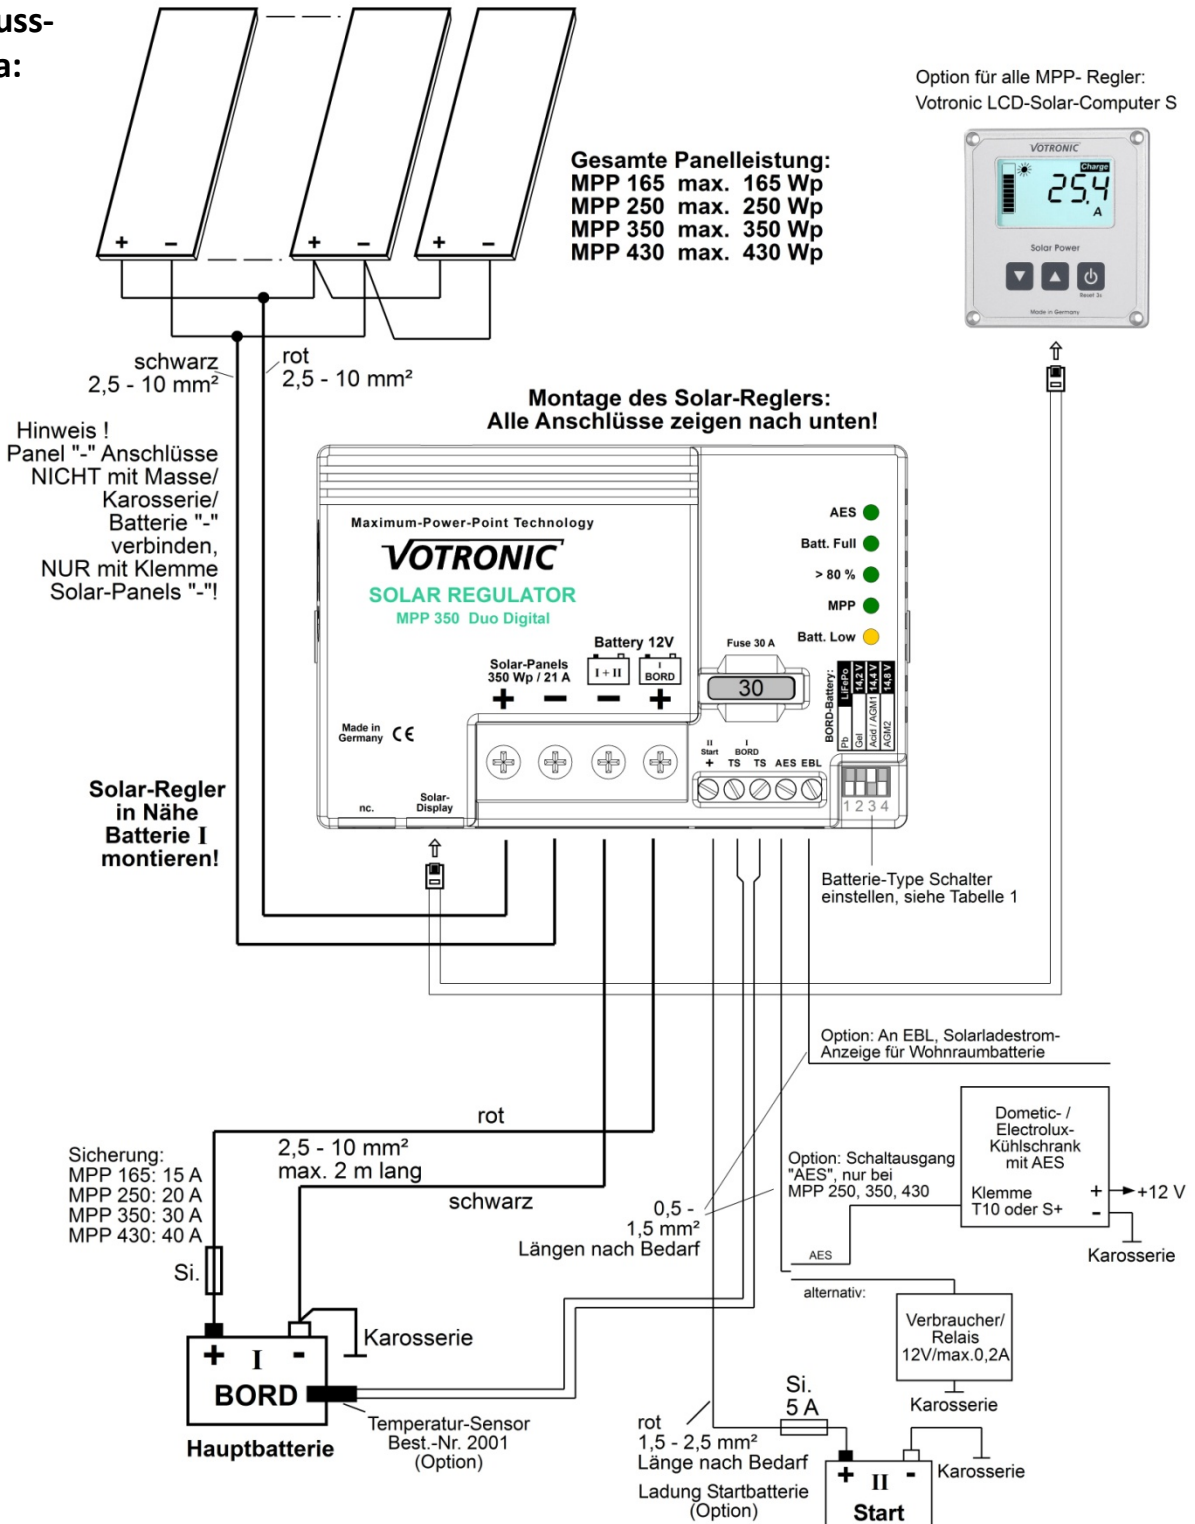 uss-
a:
Option für alle MPP- Regler:
Votronic LCD-Solar-Computer S
VOTRONIC
Charge
25,4
A
Solar Power
Reset 3s
Made in Germany
Gesamte Panelleistung:
MPP 165 max. 165 Wp
MPP 250 max. 250 Wp
MPP 350 max. 350 Wp
MPP 430 max. 430 Wp
+ − + − + −
schwarz
2,5 - 10 mm²
rot
2,5 - 10 mm²
Hinweis !
Panel "-" Anschlüsse
NICHT mit Masse/
Karosserie/
Batterie "-"
verbinden,
NUR mit Klemme
Solar-Panels "-"!
Montage des Solar-Reglers:
Alle Anschlüsse zeigen nach unten!
Maximum-Power-Point Technology
VOTRONIC
SOLAR REGULATOR
MPP 350 Duo Digital
AES
Batt. Full
> 80 %
MPP
Batt. Low
Battery 12V
Solar-Panels
350 Wp / 21 A
I + II
I
BORD
+ − − +
Fuse 30 A
30
BORD-Battery:
Pb LiFePo
Gel 14,2 V
Acid / AGM1 14,4 V
AGM2 14,8 V
Made in
Germany CE
II
Start
+
I
BORD
TS TS AES EBL
1 2 3 4
nc.
Solar-
Display
Solar-Regler
in Nähe
Batterie I
montieren!
Batterie-Type Schalter
einstellen, siehe Tabelle 1
Option: An EBL, Solarladestrom-
Anzeige für Wohnraumbatterie
rot
2,5 - 10 mm²
max. 2 m lang
schwarz
Sicherung:
MPP 165: 15 A
MPP 250: 20 A
MPP 350: 30 A
MPP 430: 40 A
Si.
Option: Schaltausgang
"AES", nur bei
MPP 250, 350, 430
0,5 -
1,5 mm²
Längen nach Bedarf
Dometic- /
Electrolux-
Kühlschrank
mit AES
Klemme
T10 oder S+
+
-
+12 V
Karosserie
AES
alternativ:
Verbraucher/
Relais
12V/max.0,2A
Karosserie
Karosserie
+ I -
BORD
Hauptbatterie
Temperatur-Sensor
Best.-Nr. 2001
(Option)
Si.
5 A
rot
1,5 - 2,5 mm²
Länge nach Bedarf
Ladung Startbatterie
(Option)
+ II -
Start
Karosserie